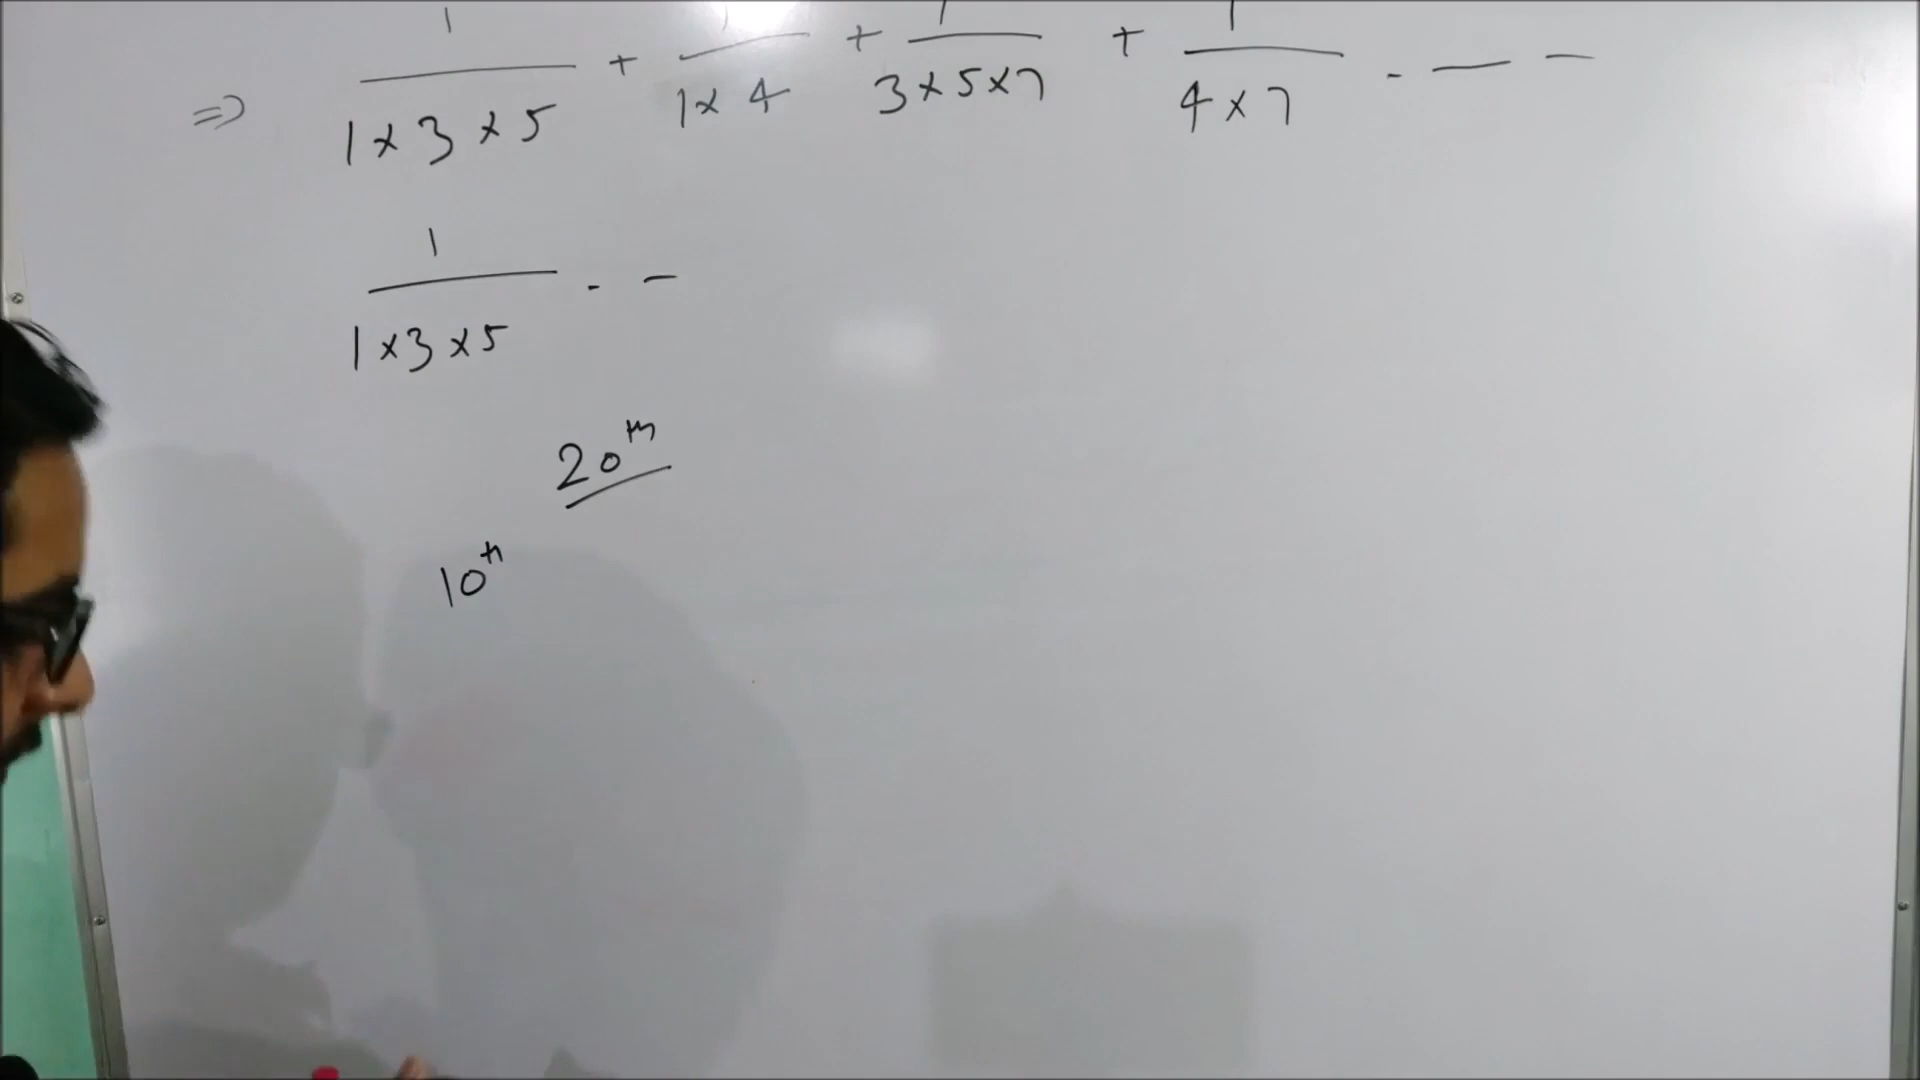 ⇒ 1/(1×3×5) + 1/(1×4) + 1/(3×5×7) + 1/(4×7) . — —
1/(1×3×5) . –
20th
10th